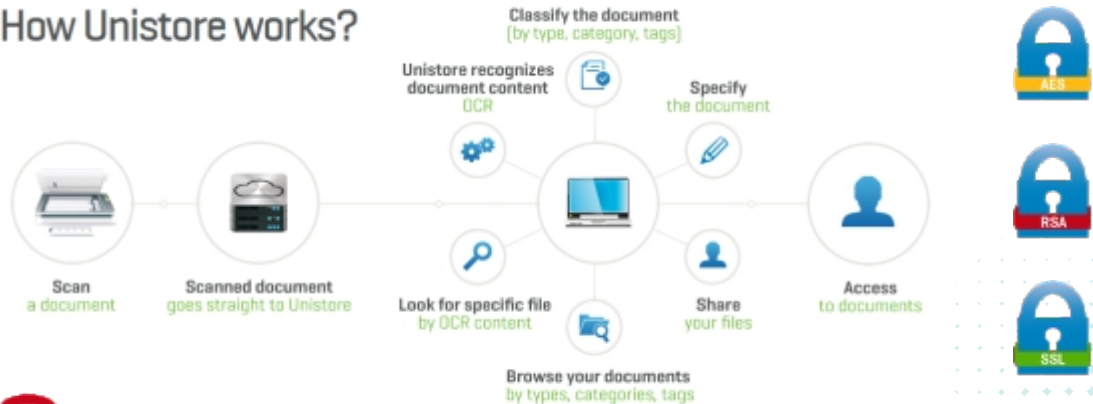 How Unistore works?
Classify the document
(by type, category, tags)
Unistore recognizes
document content
OCR
Specify
the document
Scan
a document
Scanned document
goes straight to Unistore
Look for specific file
by OCR content
Share
your files
Access
to documents
Browse your documents
by types, categories, tags
AES
RSA
SSL